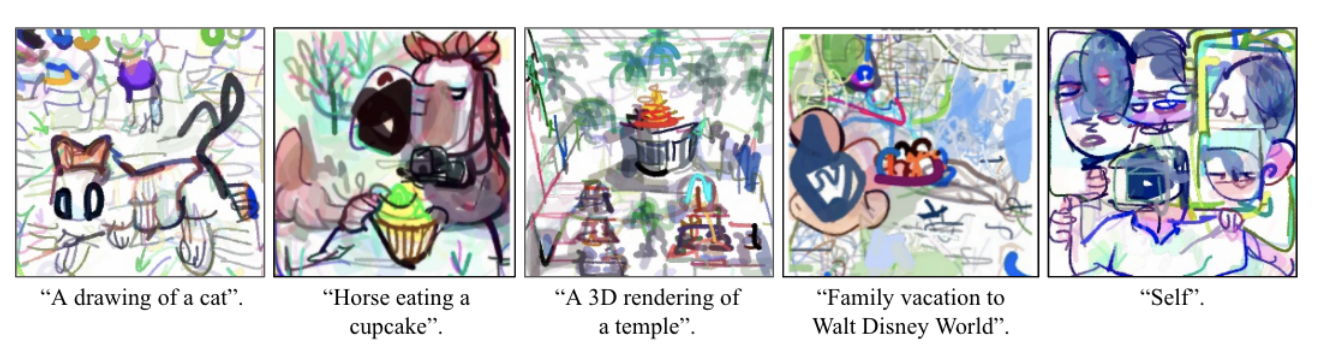 “A drawing of a cat”.
“Horse eating a
cupcake”.
“A 3D rendering of
a temple”.
“Family vacation to
Walt Disney World”.
“Self”.